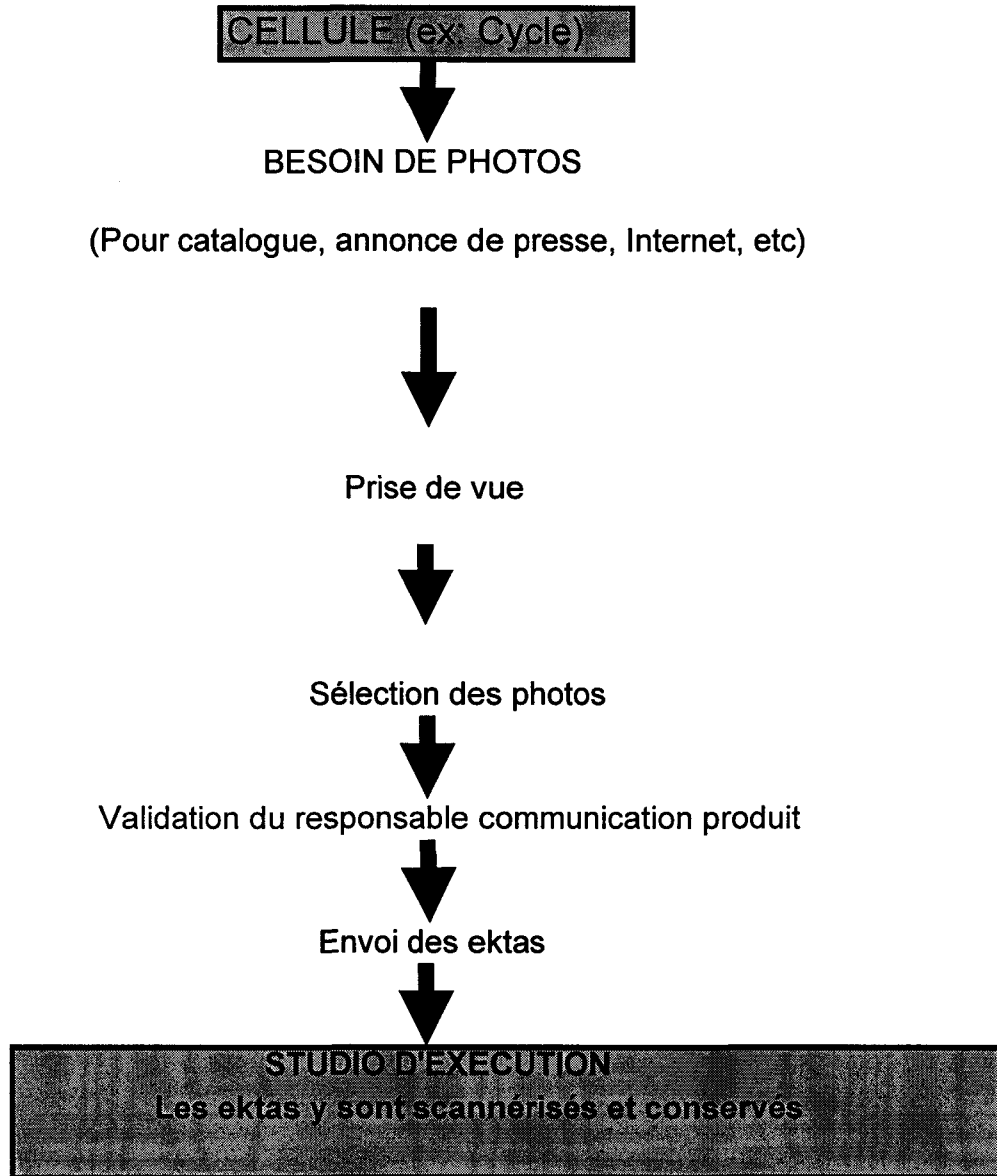 CELLULE (ex: Cycle)
BESOIN DE PHOTOS
(Pour catalogue, annonce de presse, Internet, etc)
Prise de vue
Sélection des photos
Validation du responsable communication produit
Envoi des ektas
STUDIO D'EXECUTION
Les ektas y sont scannérisés et conservés